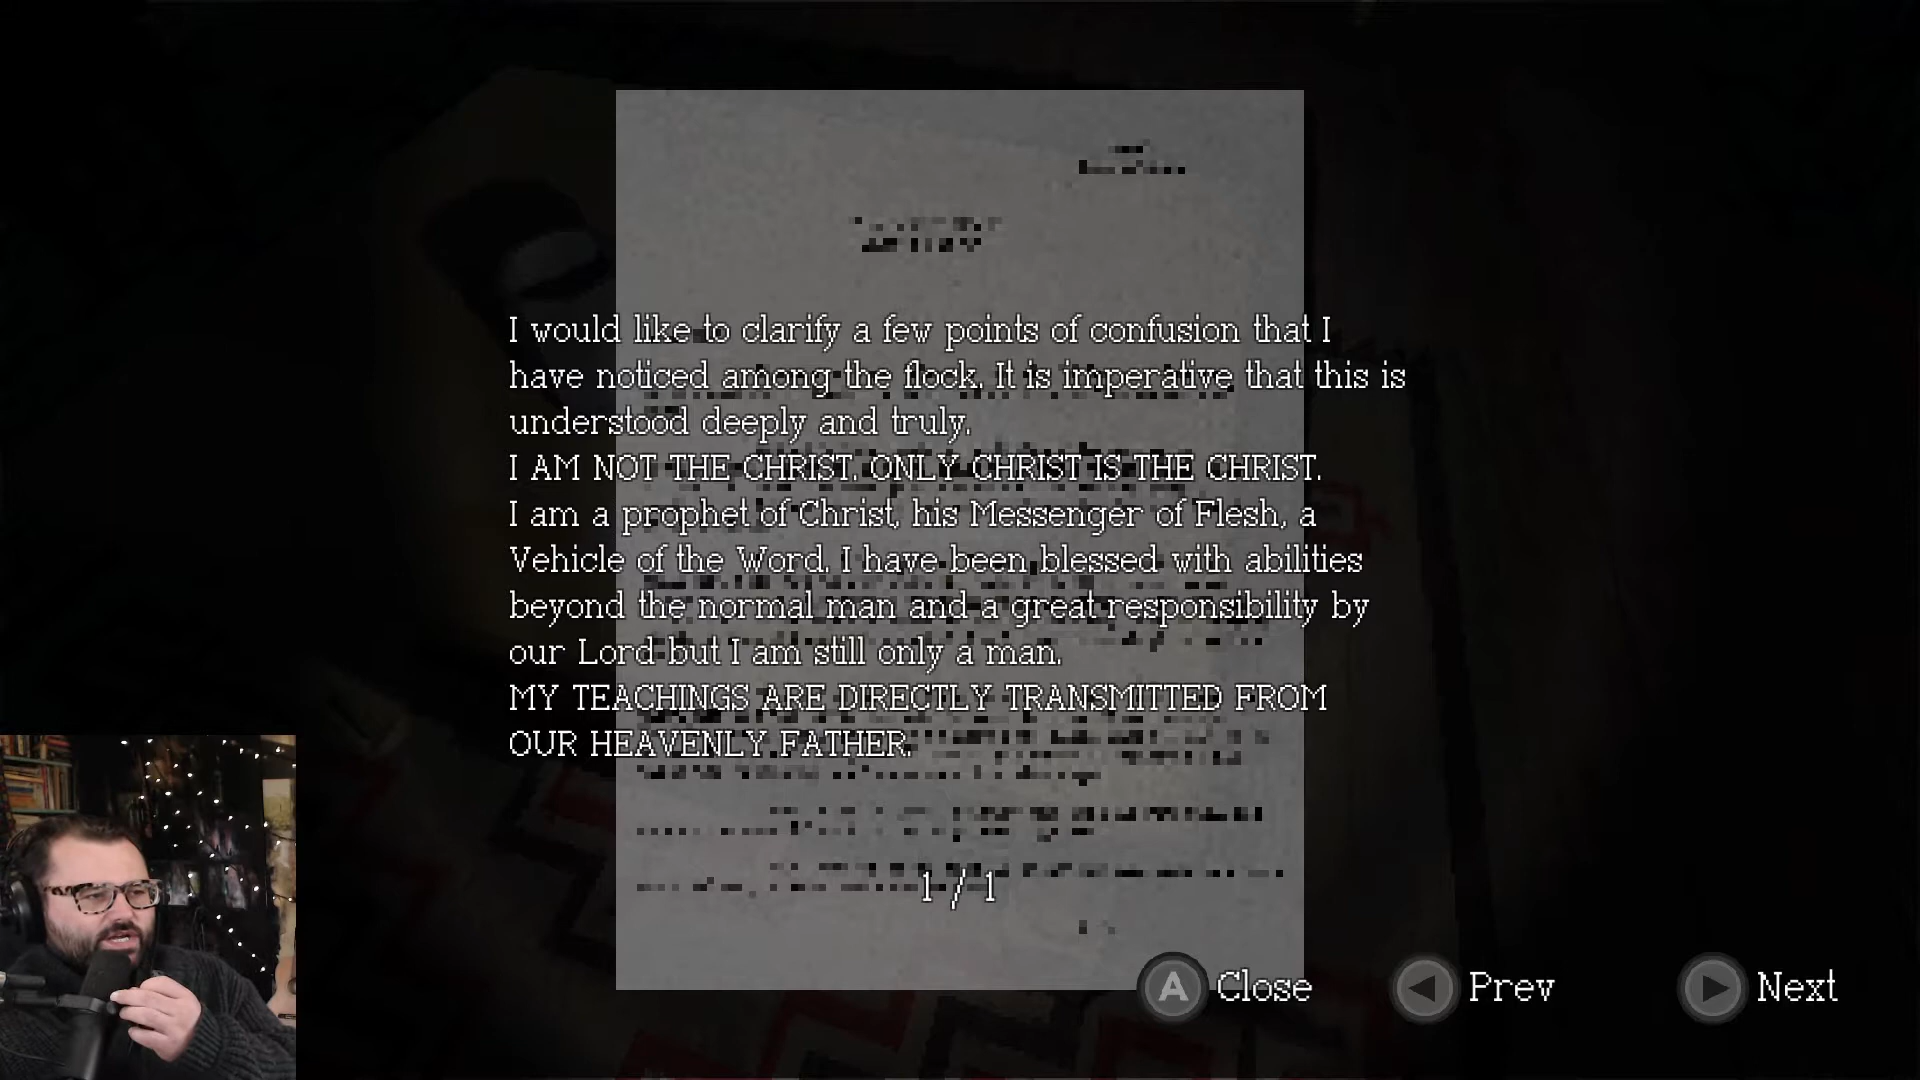 I would like to clarify a few points of confusion that I
have noticed among the flock. It is imperative that this is
understood deeply and truly.
I AM NOT THE CHRIST. ONLY CHRIST IS THE CHRIST.
I am a prophet of Christ, his Messenger of Flesh, a
Vehicle of the Word. I have been blessed with abilities
beyond the normal man and a great responsibility by
our Lord but I am still only a man.
MY TEACHINGS ARE DIRECTLY TRANSMITTED FROM
OUR HEAVENLY FATHER.
1 / 1
A Close
Prev
Next